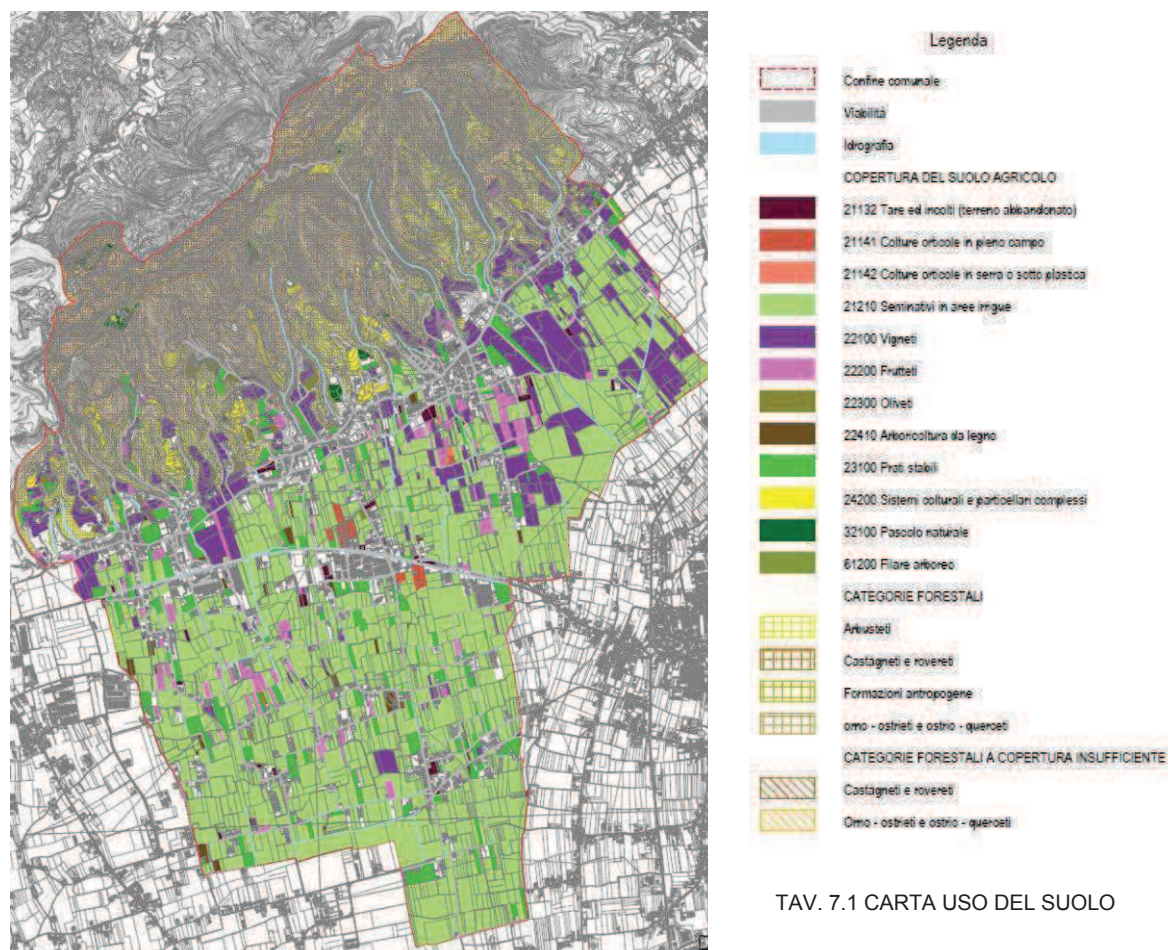 Legenda
Confine comunale
Viabilità
Idrografia
COPERTURA DEL SUOLO AGRICOLO
21132 Tare ed incolti (terreno abbandonato)
21141 Colture orticole in pieno campo
21142 Colture orticole in serra o sotto plastica
21210 Seminativi in aree irrigue
22100 Vigneti
22200 Frutteti
22300 Oliveti
22410 Arboricoltura da legno
23100 Prati stabili
24200 Sistemi colturali e particellari complessi
32100 Pascolo naturale
61200 Filare arboreo
CATEGORIE FORESTALI
Arbusteti
Castagneti e rovereti
Formazioni antropogene
orno - ostrieti e ostrio - querceti
CATEGORIE FORESTALI A COPERTURA INSUFFICIENTE
Castagneti e rovereti
Orno - ostrieti e ostrio - querceti
TAV. 7.1 CARTA USO DEL SUOLO